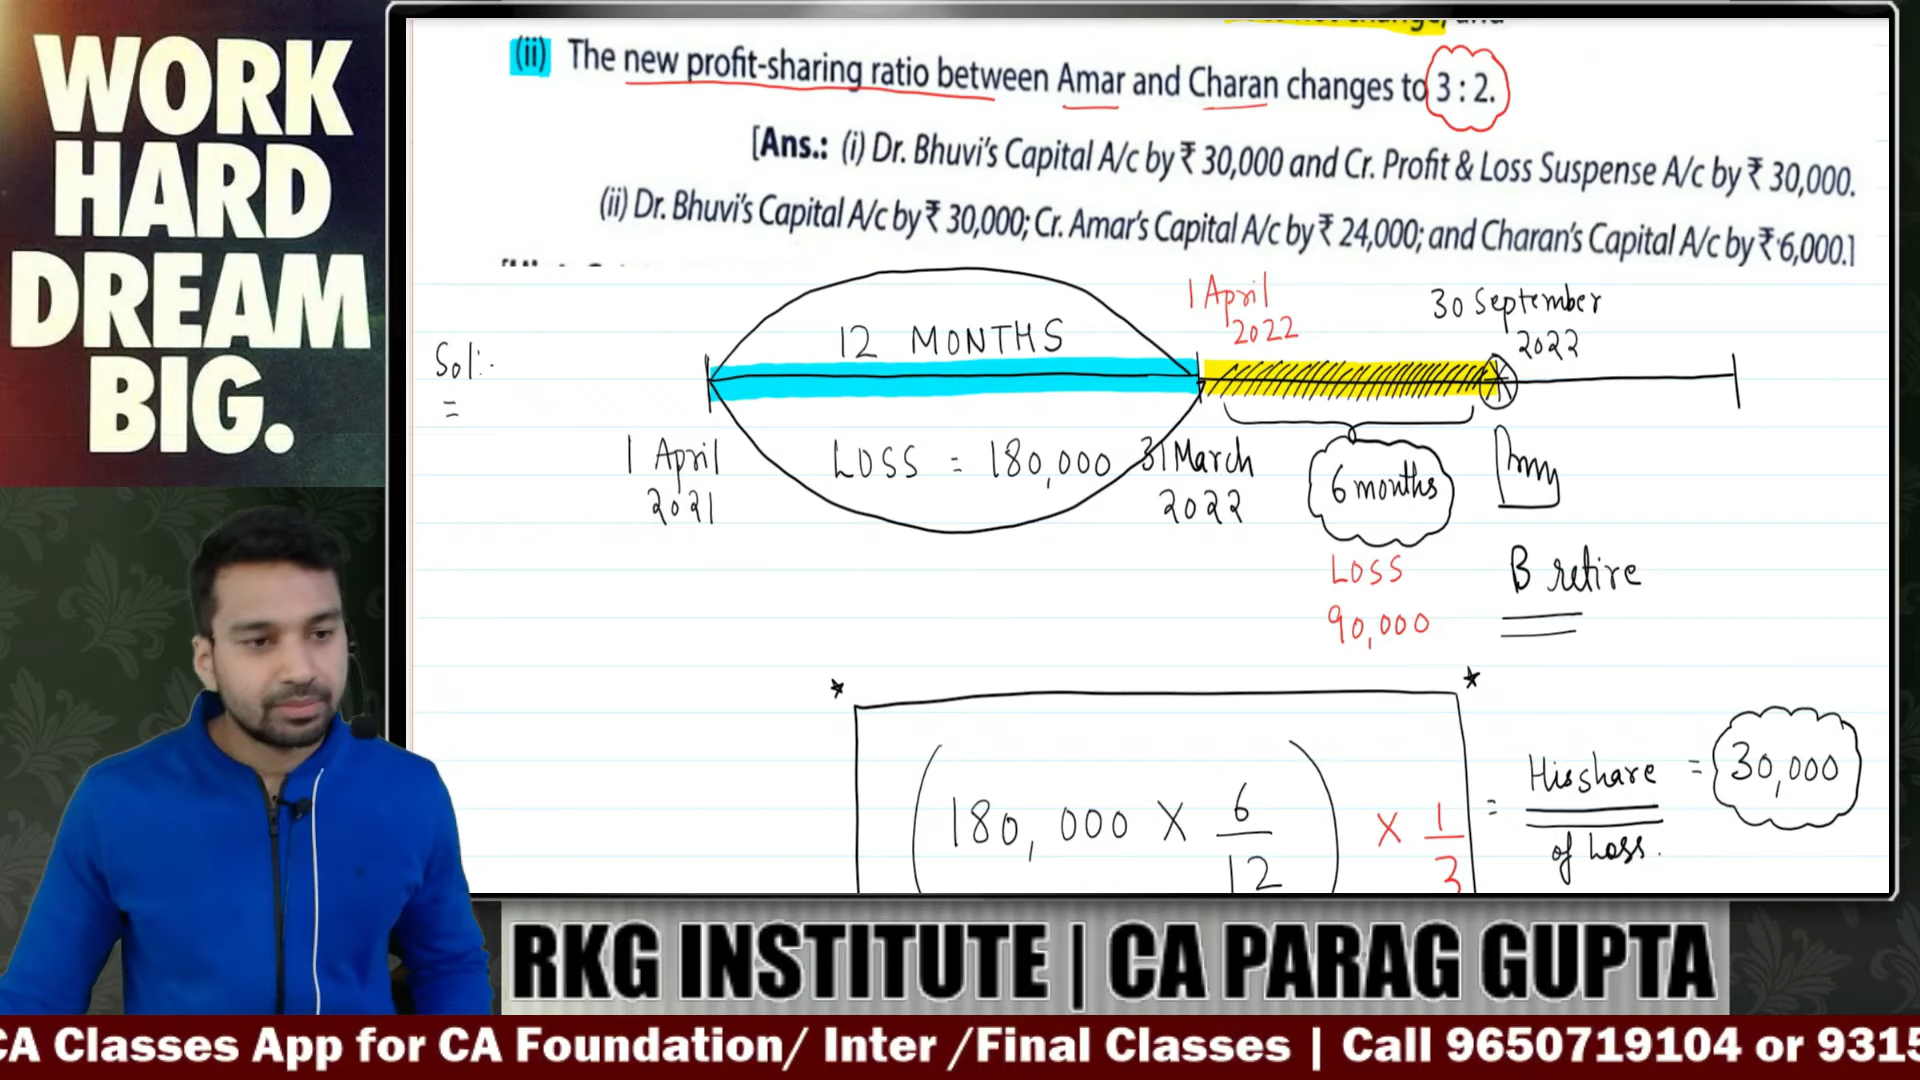 WORK
HARD
DREAM
BIG.
(ii) The new profit-sharing ratio between Amar and Charan changes to 3 : 2.
[Ans.: (i) Dr. Bhuvi's Capital A/c by ₹ 30,000 and Cr. Profit & Loss Suspense A/c by ₹ 30,000.
(ii) Dr. Bhuvi's Capital A/c by ₹ 30,000; Cr. Amar's Capital A/c by ₹ 24,000; and Charan's Capital A/c by ₹ 6,000.]
Sol:-
=
12 MONTHS
1 April
2022
30 September
2022
1 April
2021
LOSS = 180,000
31 March
2022
6 months
LOSS
90,000
B retire
(180,000 X 6/12) X 1/3 = His share of Loss. = 30,000
RKG INSTITUTE | CA PARAG GUPTA
CA Classes App for CA Foundation/ Inter /Final Classes | Call 9650719104 or 9315